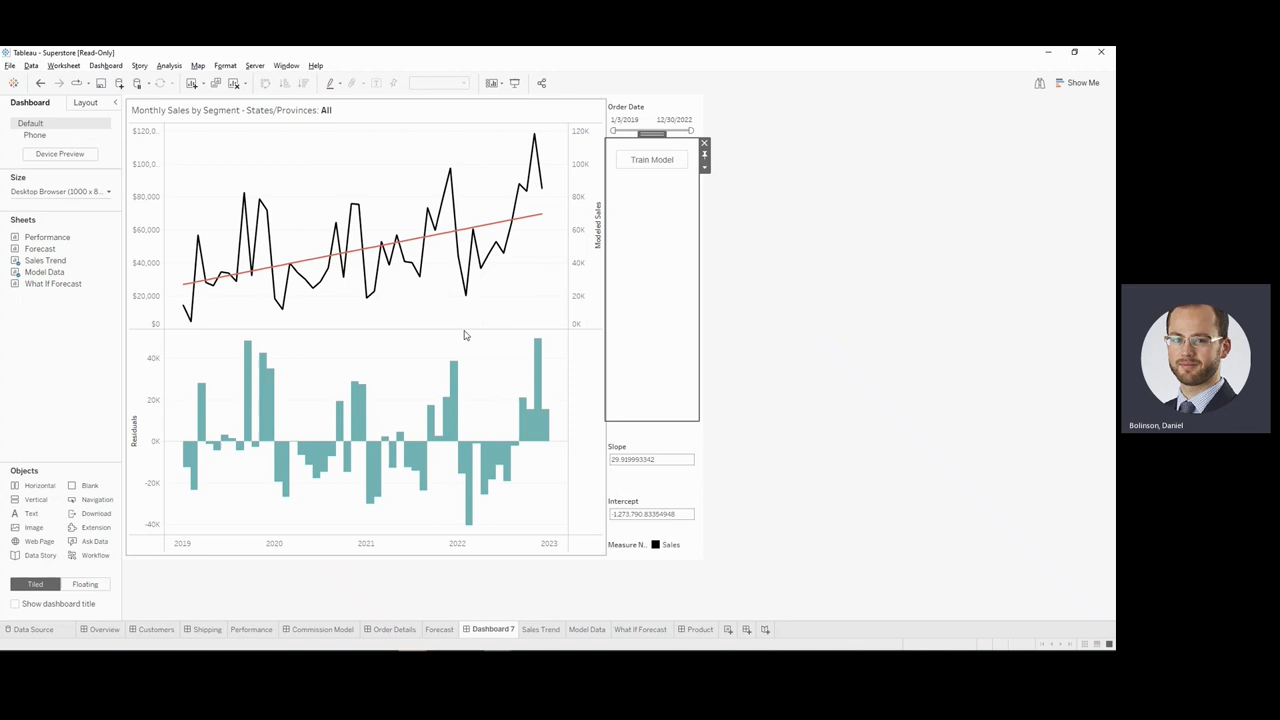 Tableau - Superstore [Read-Only]
File Data Worksheet Dashboard Story Analysis Map Format Server Window Help
Show Me
Dashboard Layout
Default
Phone
Device Preview
Size
Desktop Browser (1000 x 8...
Sheets
Performance
Forecast
Sales Trend
Model Data
What If Forecast
Objects
Horizontal Blank
Vertical Navigation
Text Download
Image Extension
Web Page Ask Data
Data Story Workflow
Tiled Floating
Show dashboard title
Monthly Sales by Segment - States/Provinces: All
$120,0..
$100,0..
$80,000
$60,000
$40,000
$20,000
$0
120K
100K
80K
60K
40K
20K
0K
Modeled Sales
40K
20K
0K
-20K
-40K
Residuals
2019 2020 2021 2022 2023
Order Date
1/3/2019 12/30/2022
Train Model
Slope
29.919993342
Intercept
-1,273,790.83354948
Measure N.. Sales
Bolinson, Daniel
Data Source Overview Customers Shipping Performance Commission Model Order Details Forecast Dashboard 7 Sales Trend Model Data What If Forecast Product